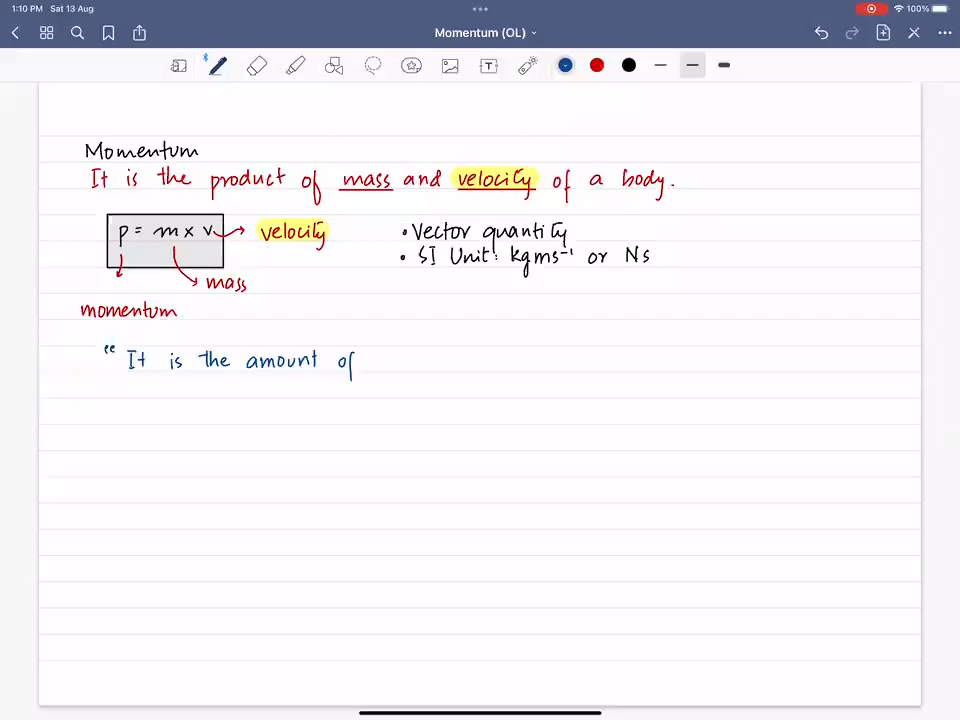 1:10 PM Sat 13 Aug
100%
Momentum (OL)
Momentum
It is the product of mass and velocity of a body.
p = m x v → velocity
• Vector quantity
• SI Unit: kgms⁻¹ or Ns
mass
momentum
“ It is the amount of